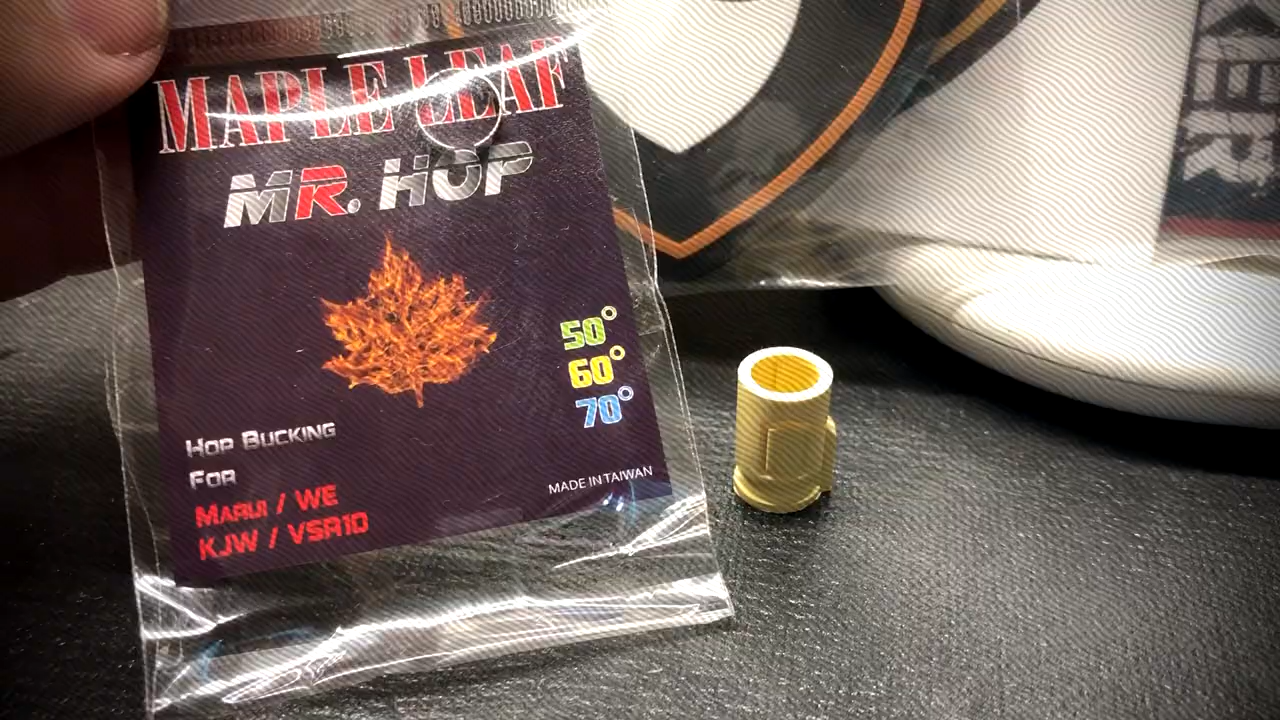 MAPLE LEAF
MR. HOP
50°
60°
70°
HOP BUCKING
FOR
MARUI / WE
KJW / VSR10
MADE IN TAIWAN